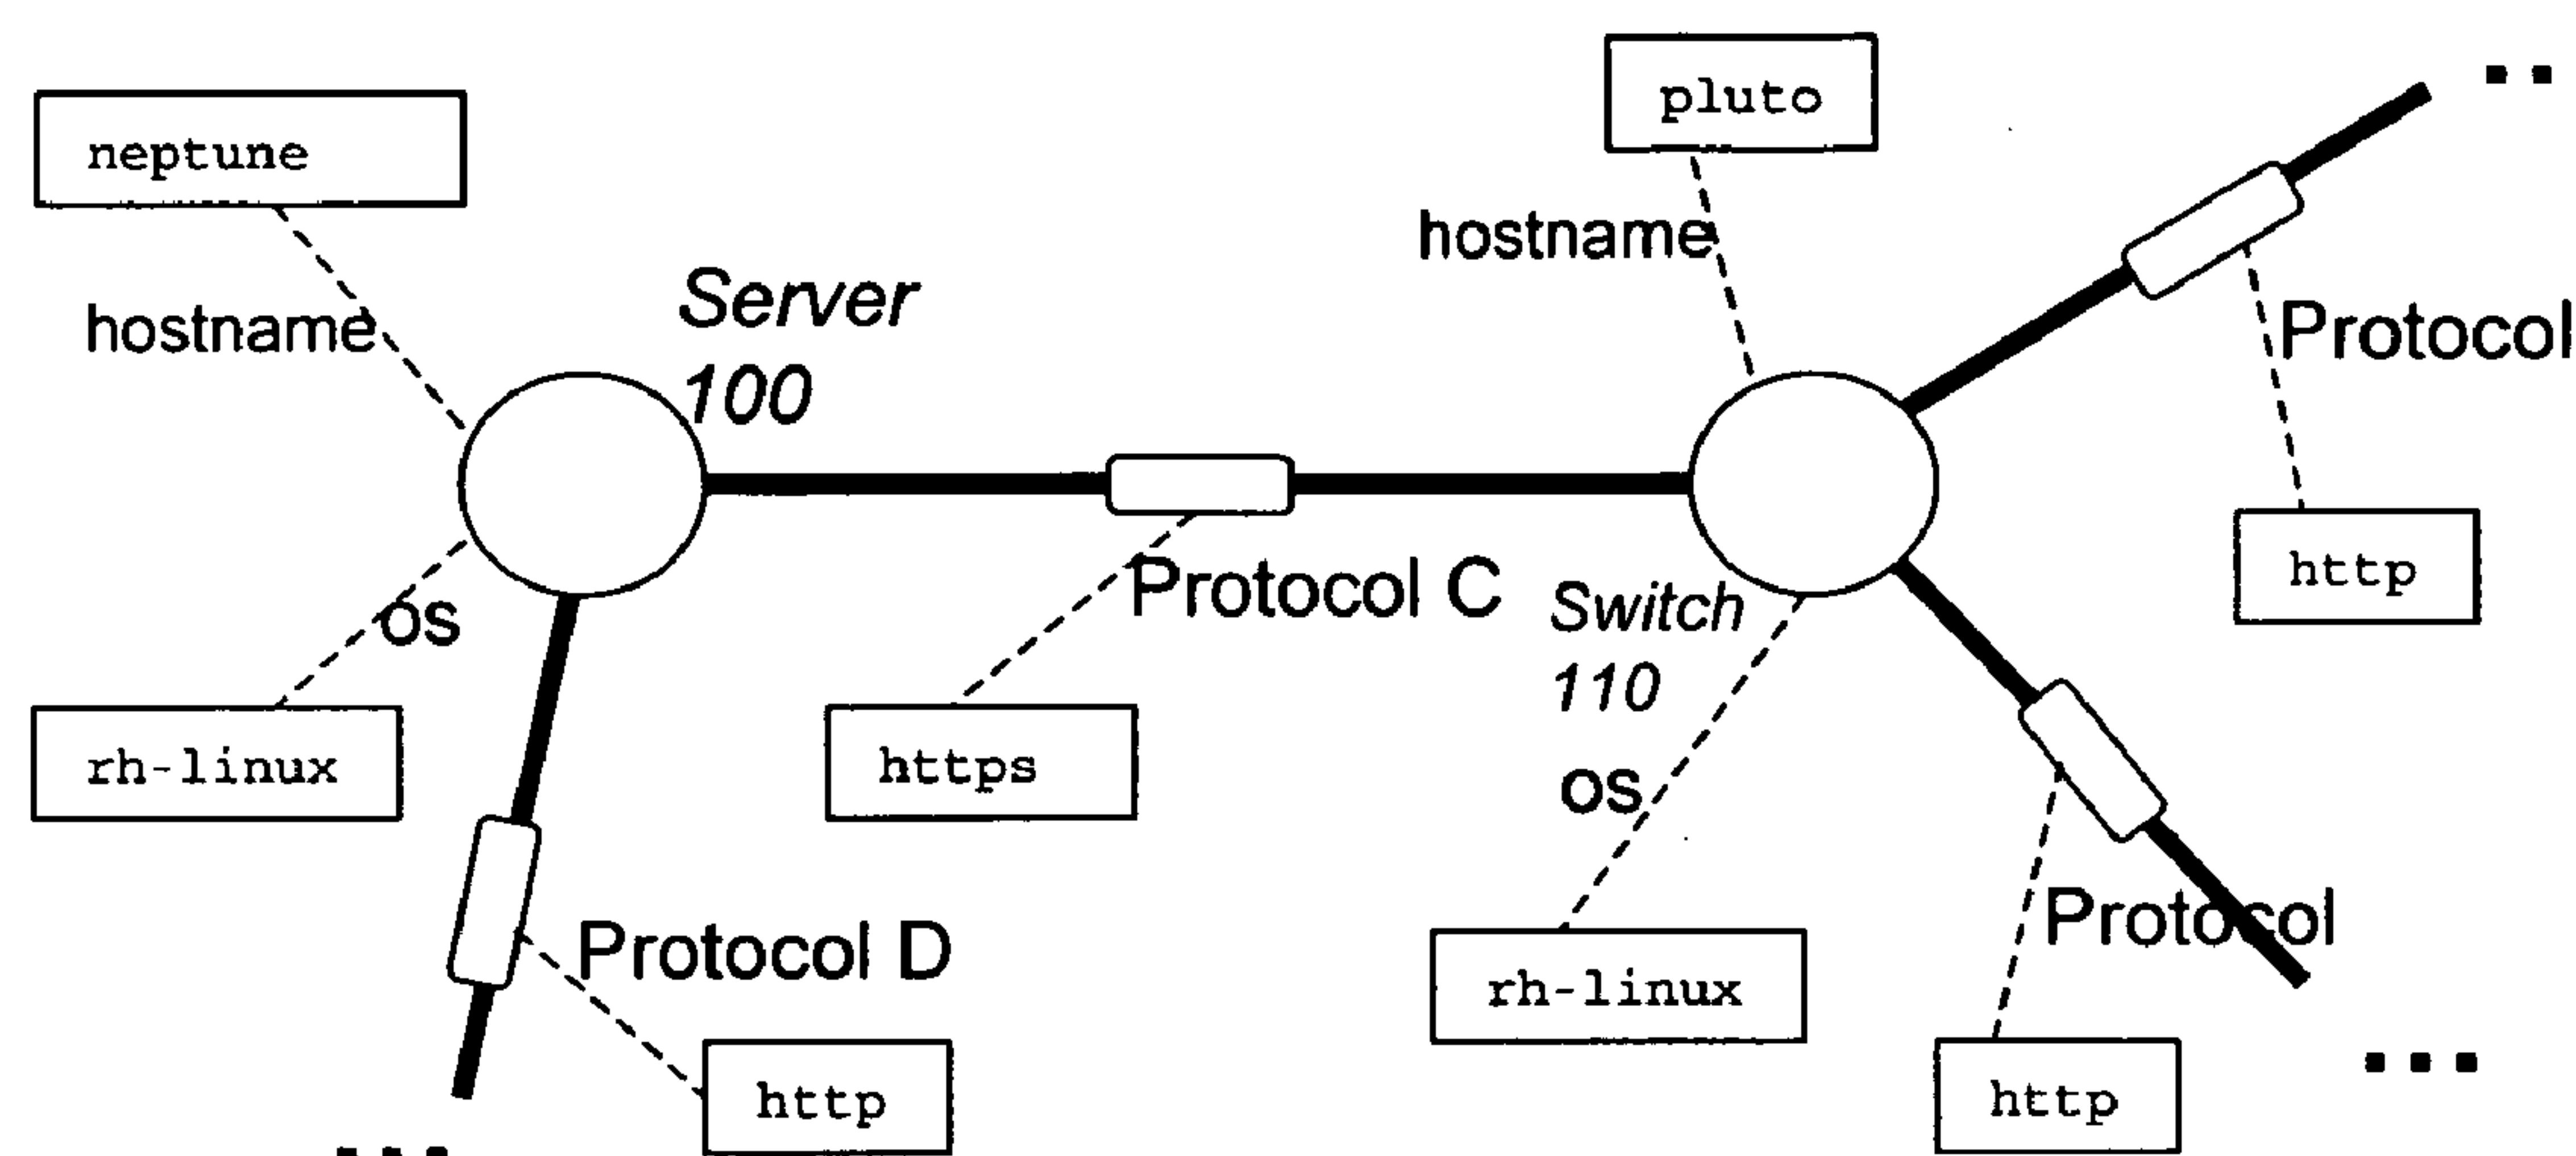 pluto
neptune
hostname
Server
100
hostname
Protocol
http
Protocol C
Switch
110
os
https
rh-linux
os
Protocol
Protocol D
rh-linux
http
http